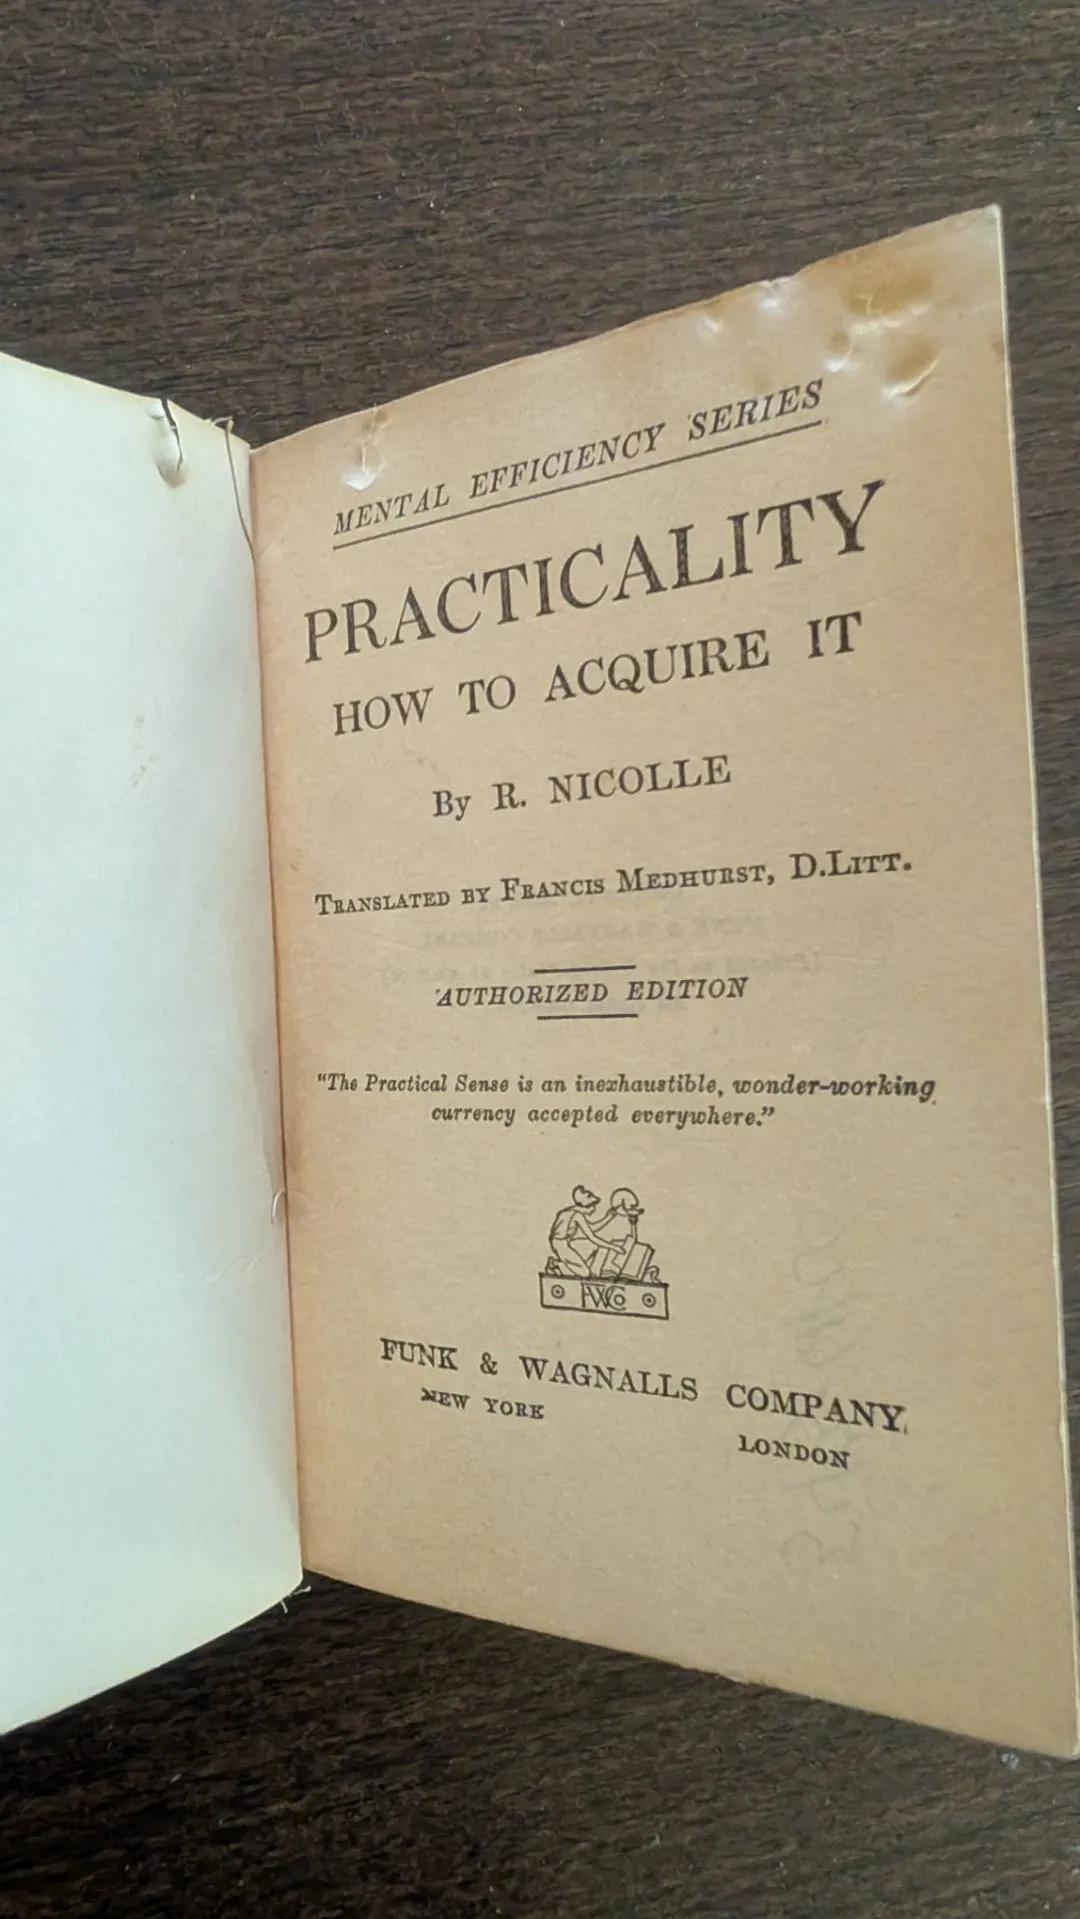 MENTAL EFFICIENCY SERIES
PRACTICALITY
HOW TO ACQUIRE IT
By R. NICOLLE
TRANSLATED BY FRANCIS MEDHURST, D.LITT.
AUTHORIZED EDITION
"The Practical Sense is an inexhaustible, wonder-working
currency accepted everywhere."
FWCo
FUNK & WAGNALLS COMPANY
NEW YORK
LONDON